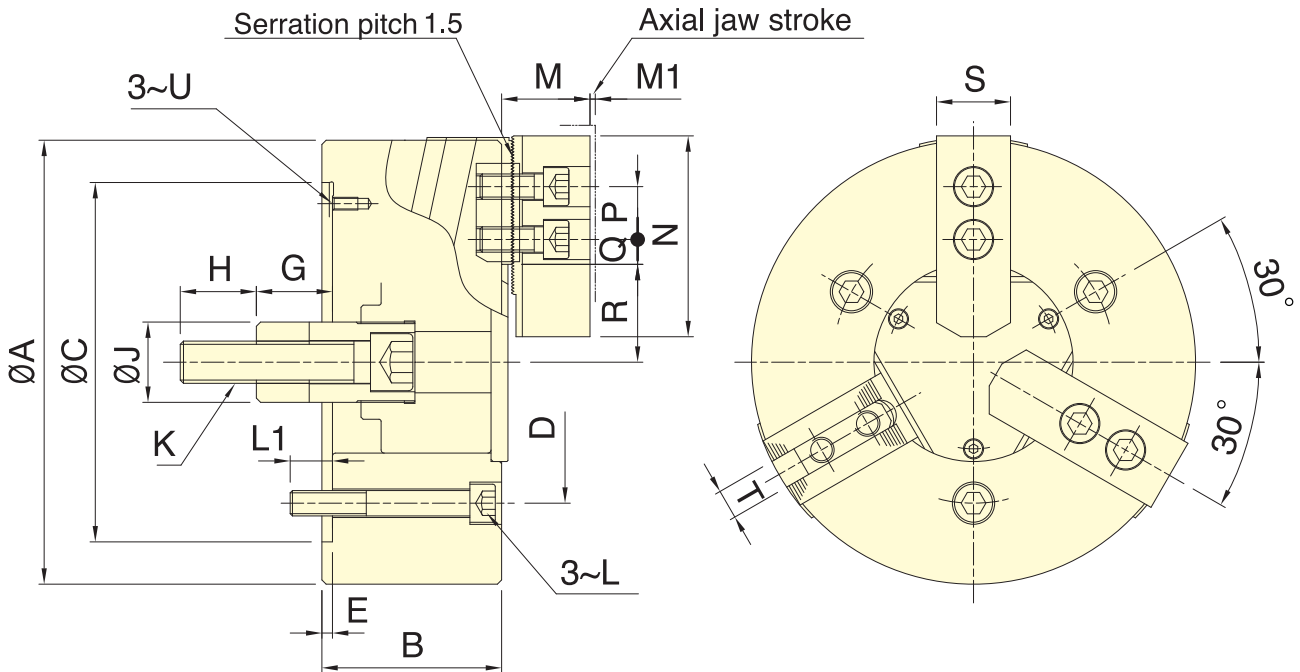 Serration pitch 1.5
Axial jaw stroke
M
M1
S
3~U
P
Q
N
R
H
G
ØA
ØC
ØJ
K
L1
D
3~L
E
B
T
30°
30°